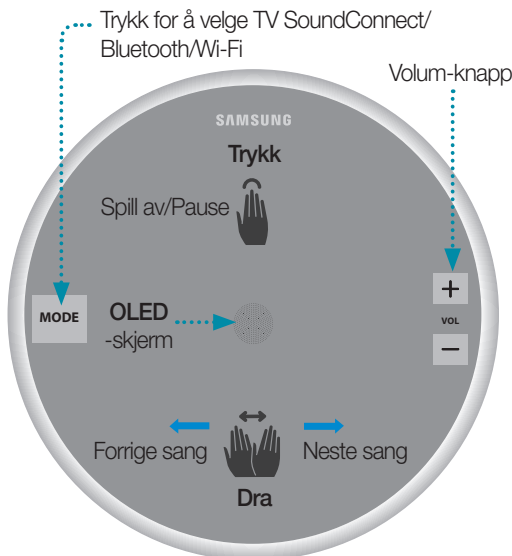 Trykk for å velge TV SoundConnect/
Bluetooth/Wi-Fi
Volum-knapp
SAMSUNG
Trykk
Spill av/Pause
+
MODE
OLED
-skjerm
VOL
−
Forrige sang
Neste sang
Dra